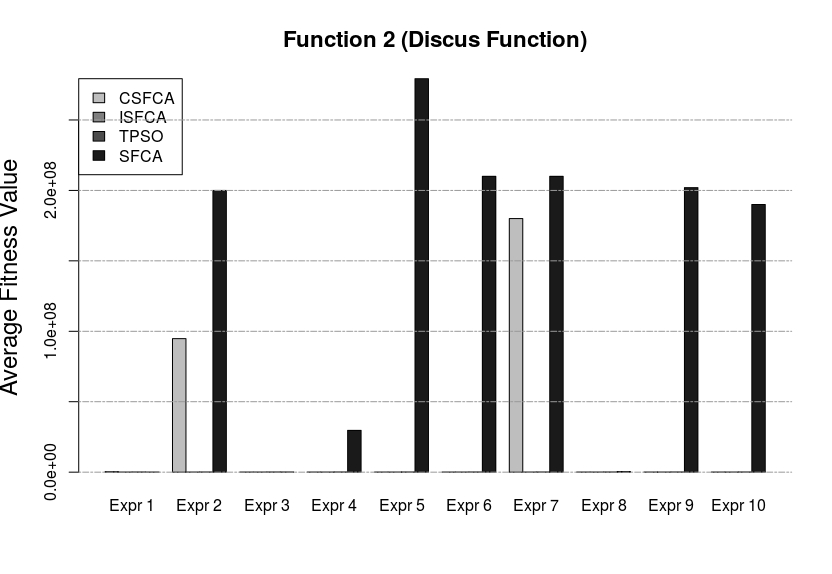 Function 2 (Discus Function)
CSFCA
ISFCA
TPSO
SFCA
Average Fitness Value
2.0e+08
1.0e+08
0.0e+00
Expr 1 Expr 2 Expr 3 Expr 4 Expr 5 Expr 6 Expr 7 Expr 8 Expr 9 Expr 10